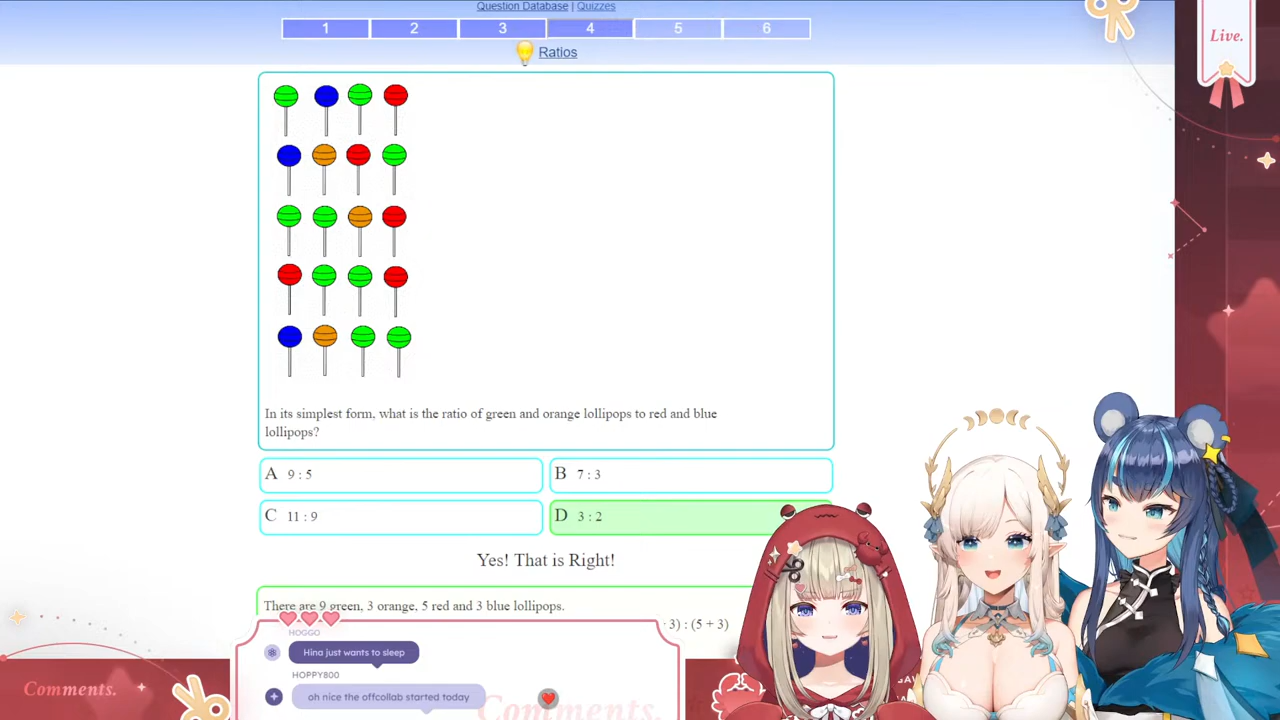 Question Database | Quizzes
1 2 3 4 5 6
Ratios
Live.
In its simplest form, what is the ratio of green and orange lollipops to red and blue
lollipops?
A 9 : 5
B 7 : 3
C 11 : 9
D 3 : 2
Yes! That is Right!
There are 9 green, 3 orange, 5 red and 3 blue lollipops.
3) : (5 + 3)
HOGGO
Hina just wants to sleep
HOPPY800
oh nice the offcollab started today
Comments.
Comments.